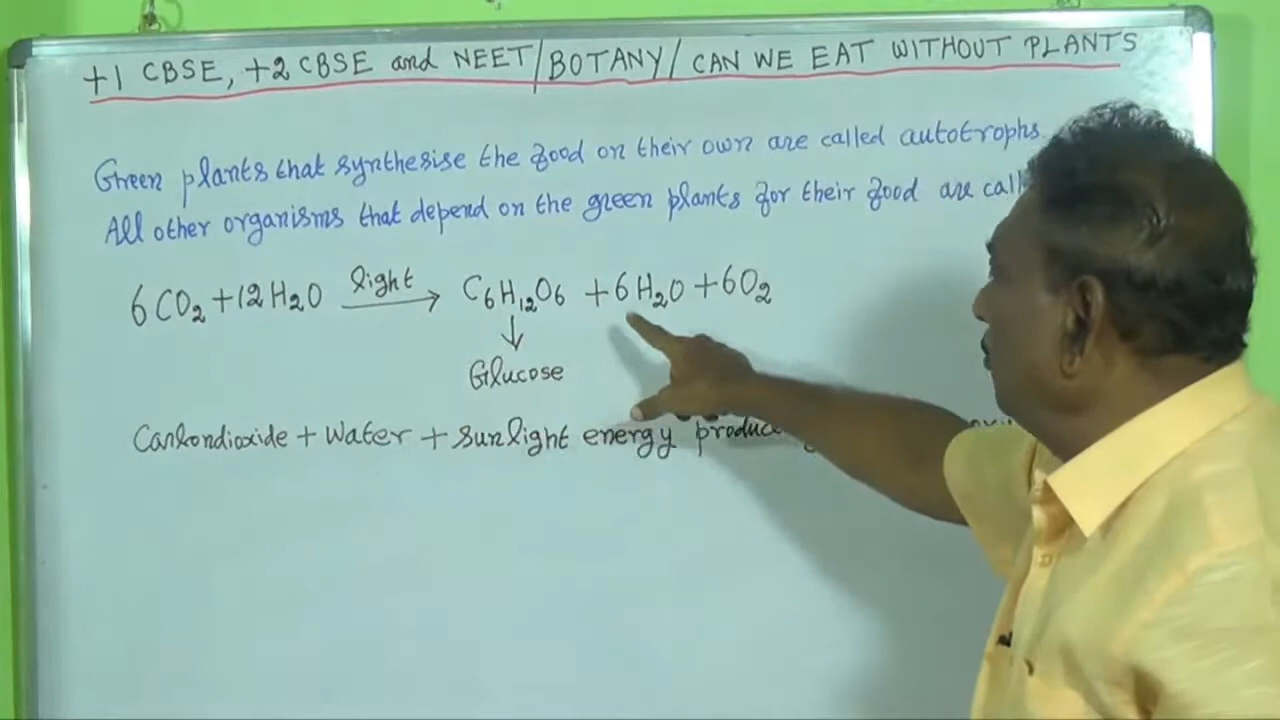 +1 CBSE, +2 CBSE and NEET/BOTANY/ CAN WE EAT WITHOUT PLANTS
Green plants that synthesise the food on their own are called autotrophs.
All other organisms that depend on the green plants for their food are
6CO₂ + 12H₂O light → C₆H₁₂O₆ + 6H₂O + 6O₂
↓
Glucose
Carbondioxide + Water + Sunlight energy